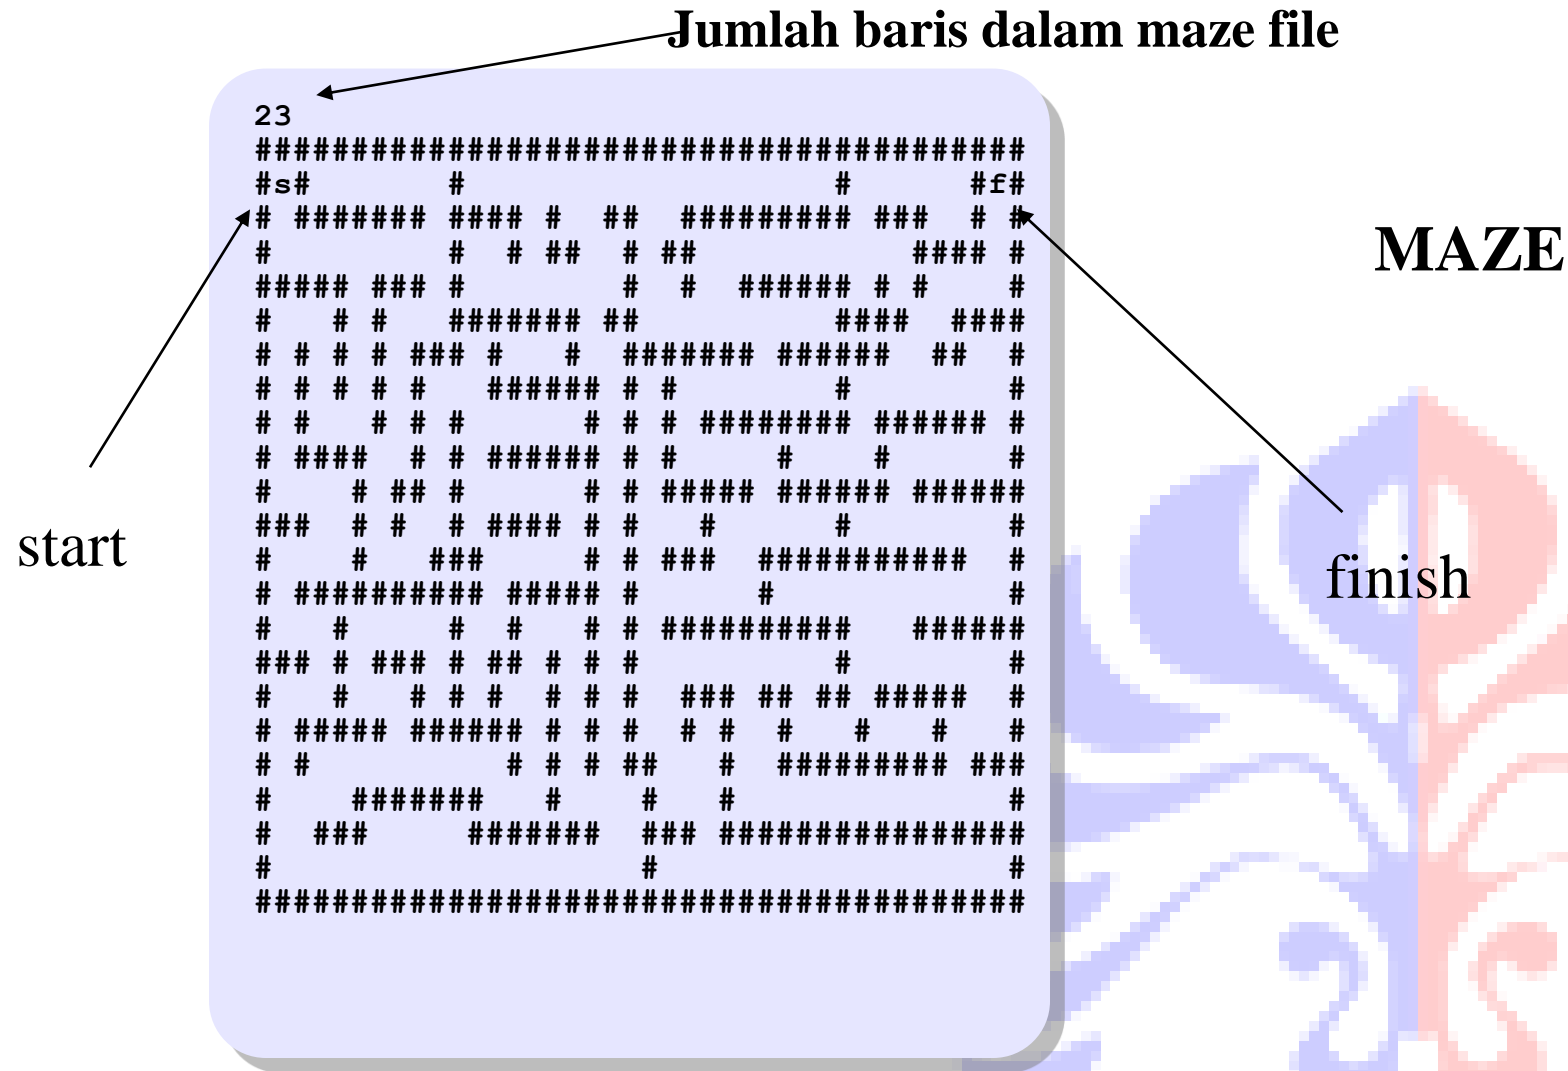 Jumlah baris dalam maze file
23
########################################
#s#       #                   #      #f#
# ####### #### #   ##   ######### ###  # #
#         #  # ##  # ##           #### #
##### ### #        #  #  ###### # #    #
#   # #   ####### ##          ####  ####
# # # # ### #   #  ####### ######  ##  #
# # # # #   ###### # #        #        #
# #   # # #      # # # ######## ###### #
# ####  # # ###### # #     #    #      #
#    # ## #      # # ##### ###### ######
###  # #  # #### # #   #      #        #
#    #   ###     # # ###  ###########  #
# ########## ##### #      #            #
#   #     #  #   # # ##########   ######
### # ### # ## # # #          #        #
#   #   # # #  # # #  ### ## ## #####  #
# ##### ###### # # #  # #  #   #   #   #
# #          # # # ##   #  ######### ###
#    #######   #    #   #              #
#  ###     #######  ### ################
#                   #                  #
########################################
MAZE
start
finish